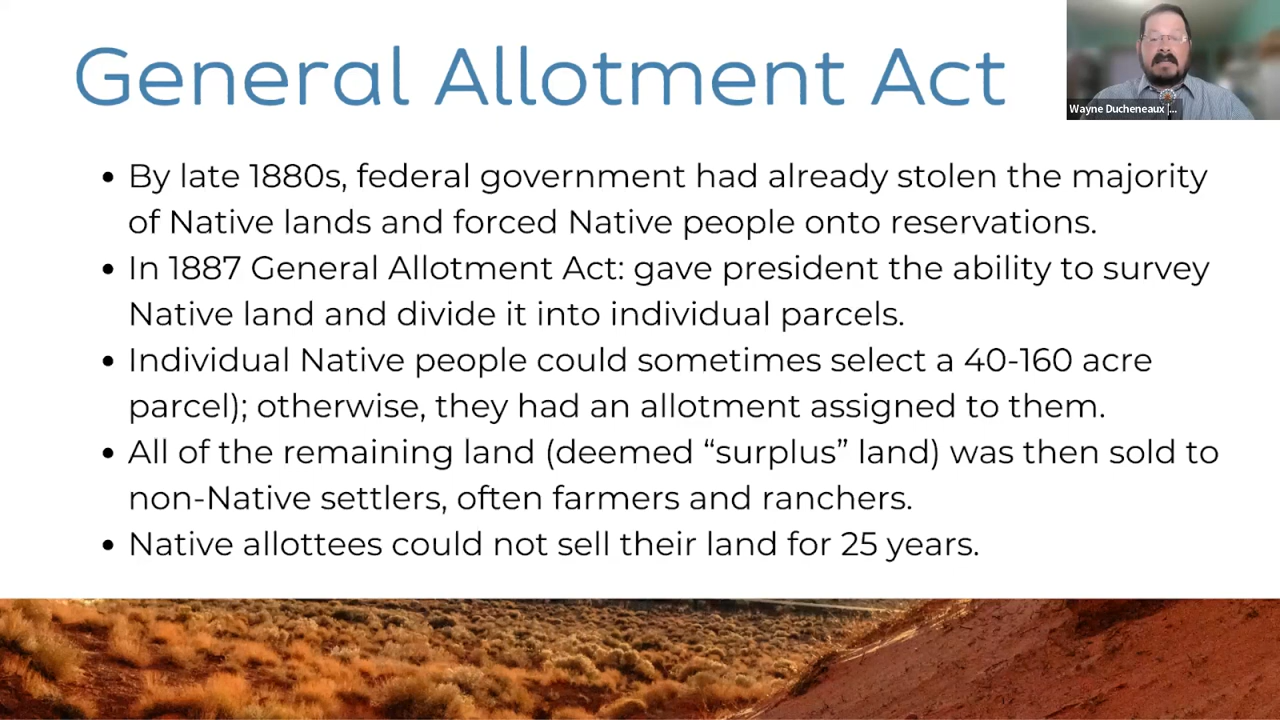 General Allotment Act
Wayne Ducheneaux |...
• By late 1880s, federal government had already stolen the majority
of Native lands and forced Native people onto reservations.
• In 1887 General Allotment Act: gave president the ability to survey
Native land and divide it into individual parcels.
• Individual Native people could sometimes select a 40-160 acre
parcel); otherwise, they had an allotment assigned to them.
• All of the remaining land (deemed “surplus” land) was then sold to
non-Native settlers, often farmers and ranchers.
• Native allottees could not sell their land for 25 years.